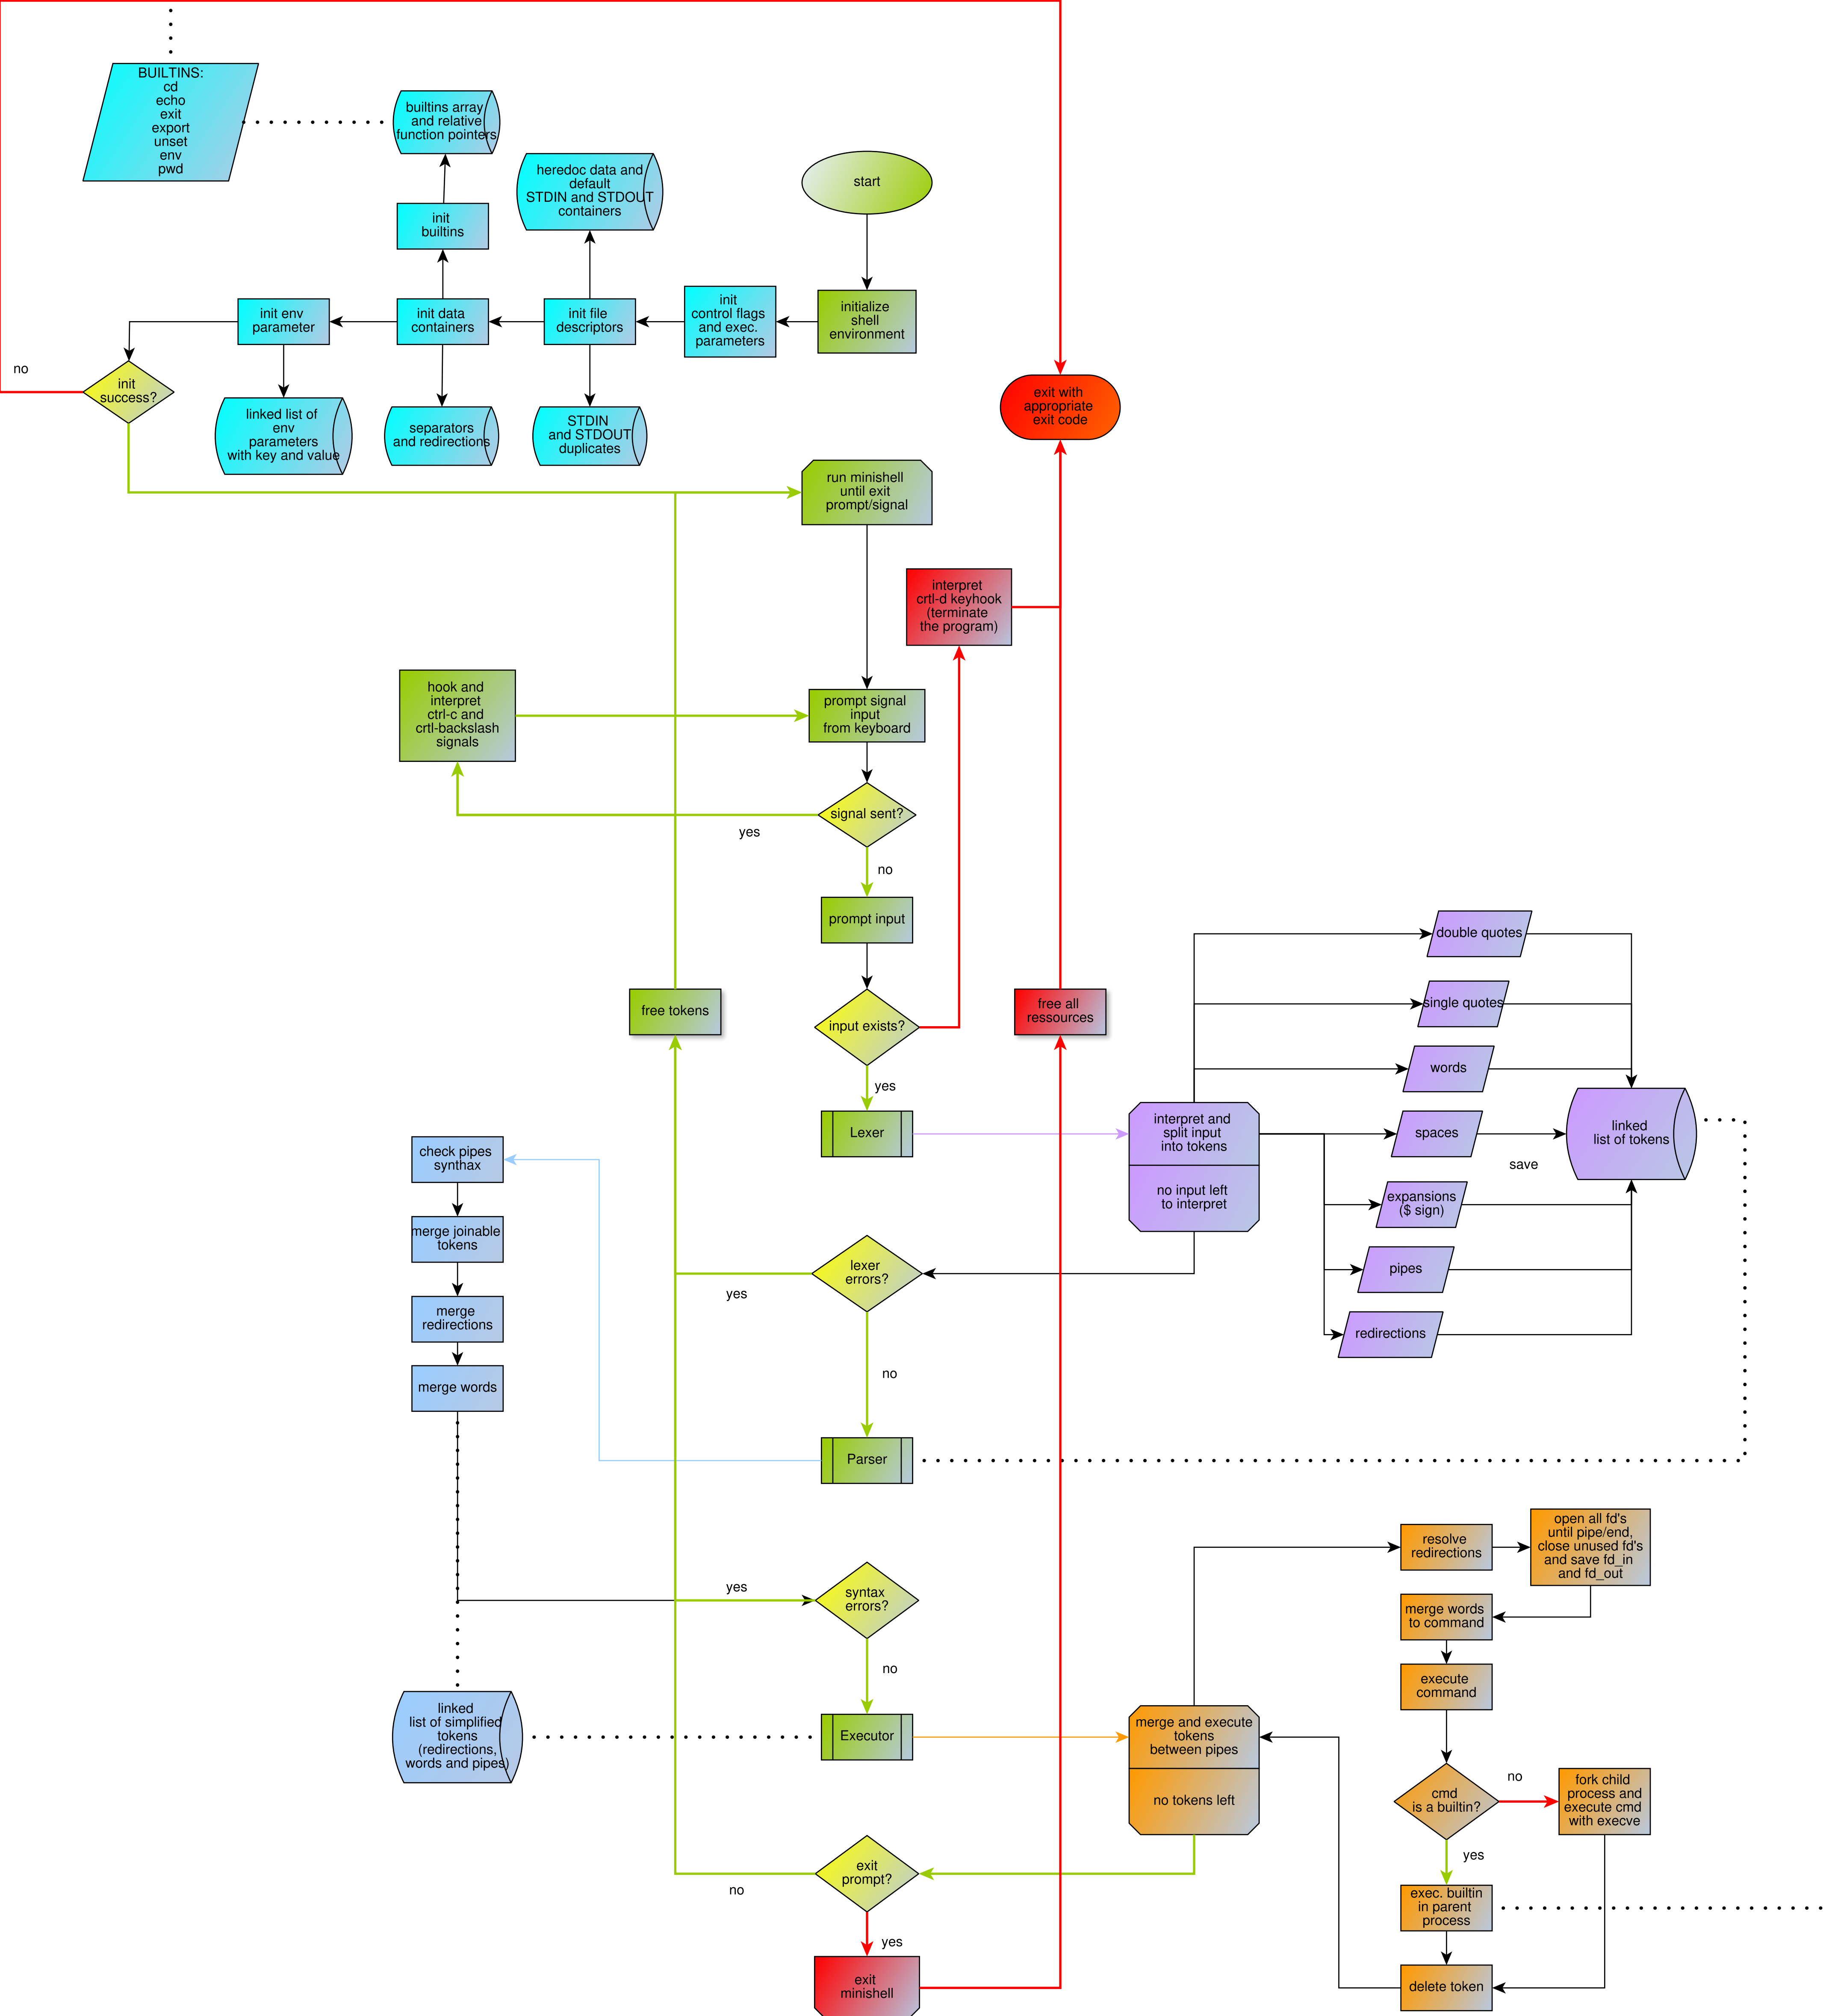 BUILTINS:
cd
echo
exit
export
unset
env
pwd
builtins array
and relative
function pointers
heredoc data and
default
STDIN and STDOUT
containers
start
init
builtins
init env
parameter
init data
containers
init file
descriptors
init
control flags
and exec.
parameters
initialize
shell
environment
no
init
success?
linked list of
env
parameters
with key and value
separators
and redirections
STDIN
and STDOUT
duplicates
exit with
appropriate
exit code
run minishell
until exit
prompt/signal
interpret
crtl-d keyhook
(terminate
the program)
hook and
interpret
ctrl-c and
crtl-backslash
signals
prompt signal
input
from keyboard
signal sent?
yes
no
prompt input
free tokens
input exists?
free all
ressources
yes
Lexer
interpret and
split input
into tokens
no input left
to interpret
double quotes
single quotes
words
spaces
expansions
($ sign)
pipes
redirections
save
linked
list of tokens
check pipes
synthax
merge joinable
tokens
merge
redirections
merge words
lexer
errors?
yes
no
Parser
syntax
errors?
yes
no
linked
list of simplified
tokens
(redirections,
words and pipes)
Executor
merge and execute
tokens
between pipes
no tokens left
resolve
redirections
open all fd's
until pipe/end,
close unused fd's
and save fd_in
and fd_out
merge words
to command
execute
command
cmd
is a builtin?
no
fork child
process and
execute cmd
with execve
yes
exec. builtin
in parent
process
delete token
exit
prompt?
no
yes
exit
minishell